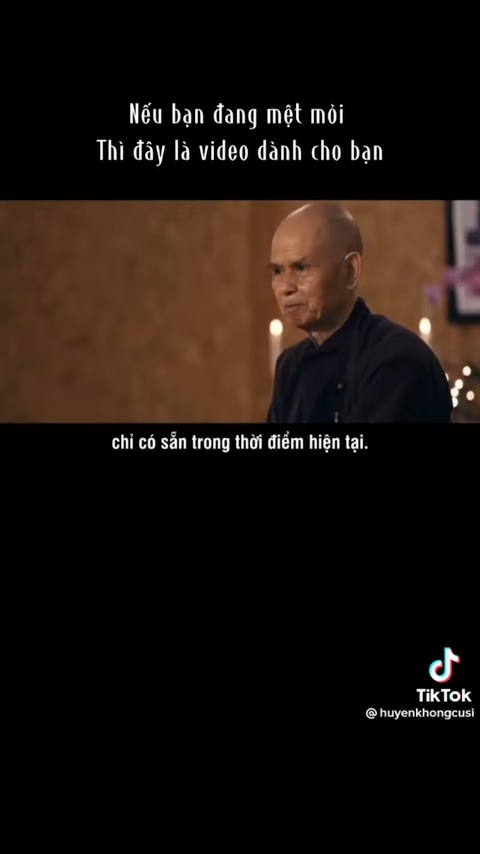 Nếu bạn đang mệt mỏi
Thì đây là video dành cho bạn
chỉ có sẵn trong thời điểm hiện tại.
TikTok
@huyenkhongcusi